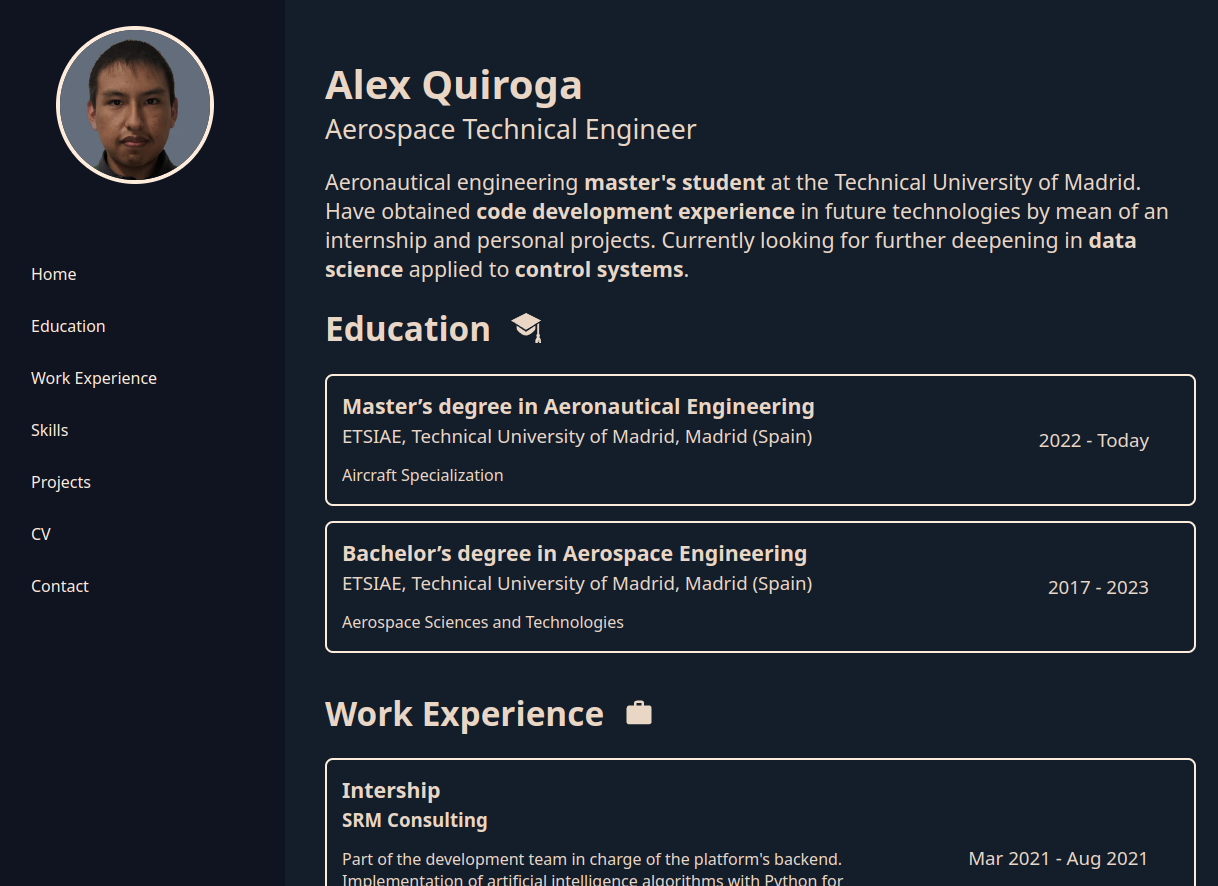 Home
Education
Work Experience
Skills
Projects
CV
Contact
Alex Quiroga
Aerospace Technical Engineer
Aeronautical engineering master's student at the Technical University of Madrid.
Have obtained code development experience in future technologies by mean of an
internship and personal projects. Currently looking for further deepening in data
science applied to control systems.
Education
Master’s degree in Aeronautical Engineering
ETSIAE, Technical University of Madrid, Madrid (Spain)
2022 - Today
Aircraft Specialization
Bachelor’s degree in Aerospace Engineering
ETSIAE, Technical University of Madrid, Madrid (Spain)
2017 - 2023
Aerospace Sciences and Technologies
Work Experience
Intership
SRM Consulting
Part of the development team in charge of the platform's backend.
Mar 2021 - Aug 2021
Implementation of artificial intelligence algorithms with Python for